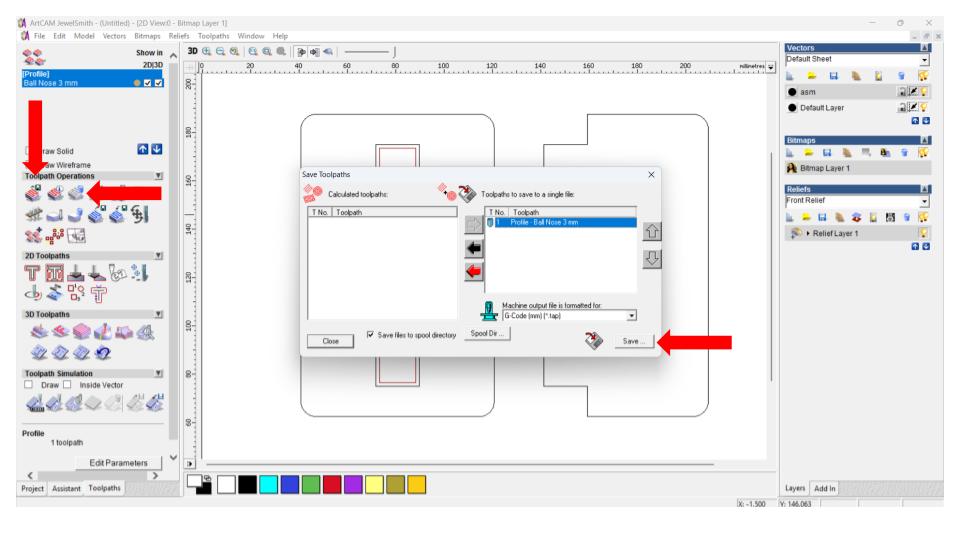 ArtCAM JewelSmith - (Untitled) - [2D View:0 - Bitmap Layer 1]
File Edit Model Vectors Bitmaps Reliefs Toolpaths Window Help
Show in
2D|3D
[Profile]
Ball Nose 3 mm
raw Solid
aw Wireframe
Toolpath Operations
2D Toolpaths
3D Toolpaths
Toolpath Simulation
Draw Inside Vector
Profile
1 toolpath
Edit Parameters
Project Assistant Toolpaths
3D
0 20 40 60 80 100 120 140 160 180 200 millimetres
200
180
160
140
120
100
80
60
Save Toolpaths
Calculated toolpaths:
T No. Toolpath
Toolpaths to save to a single file:
T No. Toolpath
1 Profile - Ball Nose 3 mm
Machine output file is formatted for:
G-Code (mm) (*.tap)
Close
Save files to spool directory
Spool Dir ...
Save ...
Vectors
Default Sheet
asm
Default Layer
Bitmaps
Bitmap Layer 1
Reliefs
Front Relief
Relief Layer 1
Layers Add In
X: -1.500 Y: 146.063